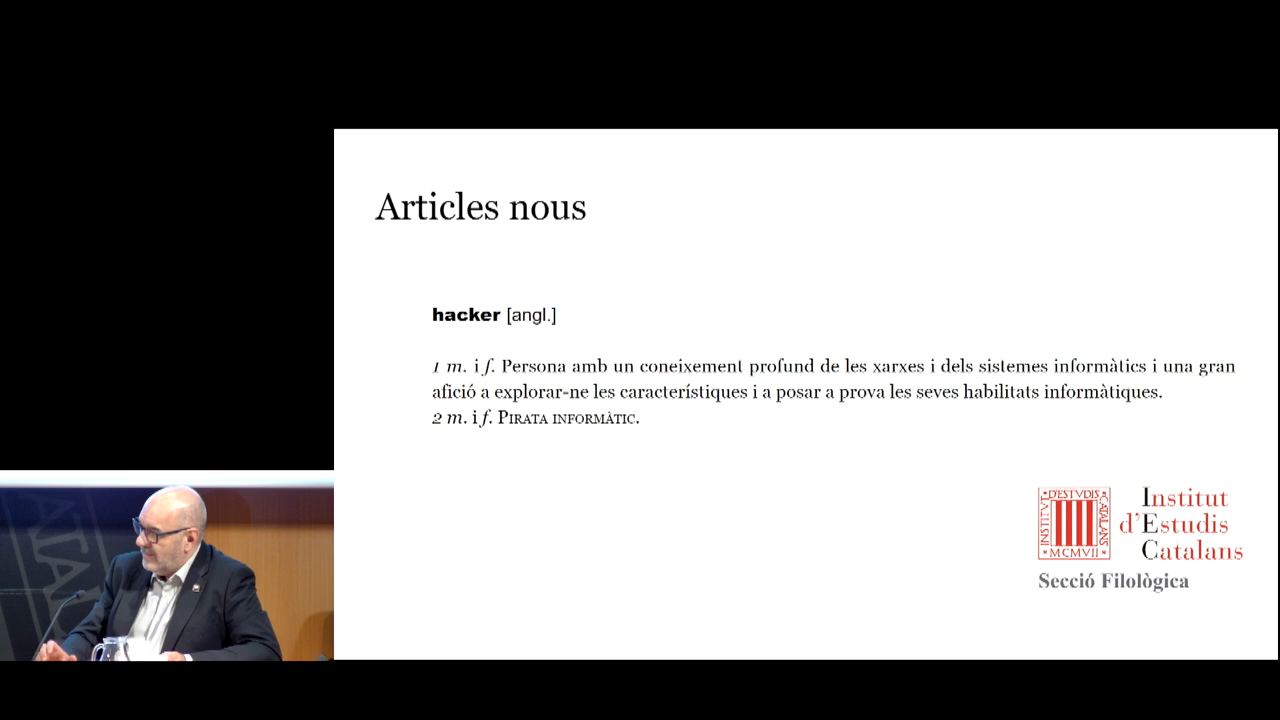 Articles nous
hacker [angl.]
1 m. i f. Persona amb un coneixement profund de les xarxes i dels sistemes informàtics i una gran
afició a explorar-ne les característiques i a posar a prova les seves habilitats informàtiques.
2 m. i f. PIRATA INFORMÀTIC.
INSTITVT
D'ESTVDIS
CATALANS
MCMVII
Institut
d'Estudis
Catalans
Secció Filològica